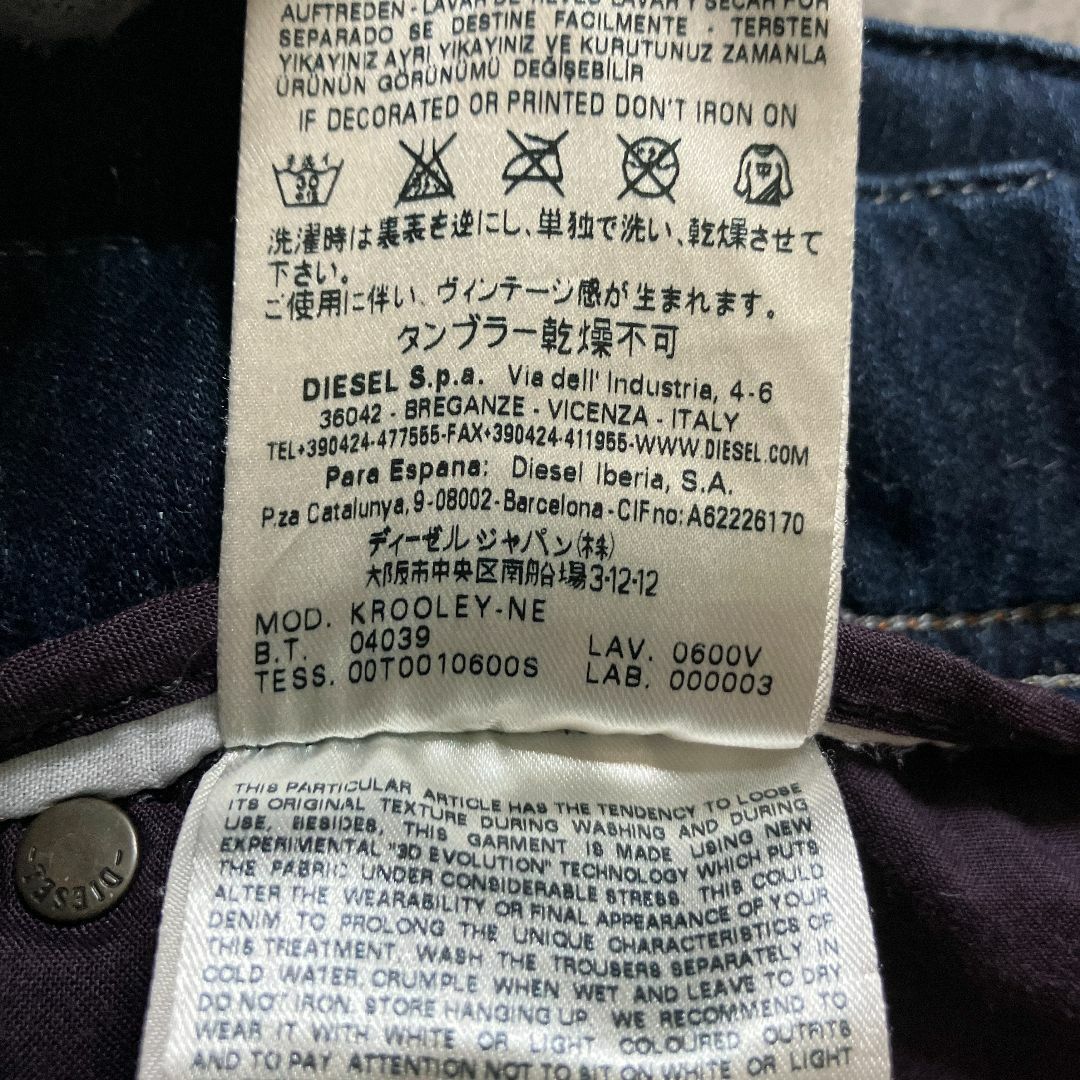 AUFTREDEN - LAVAR DE REVES LAVAR Y SECAR POR
SEPARADO SE DESTINE FACILMENTE · TERSTEN
YIKAYINIZ AYRI YIKAYINIZ VE KURUTUNUZ ZAMANLA
ÜRÜNÜN GÖRÜNÜMÜ DEĞİŞEBİLİR
IF DECORATED OR PRINTED DON'T IRON ON
30
中
洗濯時は裏表を逆にし、単独で洗い、乾燥させて
下さい。
ご使用に伴い、ヴィンテージ感が生まれます。
タンブラー乾燥不可
DIESEL S.p.a. Via dell' Industria, 4-6
36042 - BREGANZE - VICENZA - ITALY
TEL+390424-477555-FAX+390424-411955-WWW.DIESEL.COM
Para Espana: Diesel Iberia, S.A.
P.za Catalunya, 9-08002-Barcelona-CIFno: A62226170
ディーゼルジャパン(株)
大阪市中央区南船場3-12-12
MOD. KROOLEY-NE
B.T. 04039 LAV. 0600V
TESS. 00T0010600S LAB. 000003
THIS PARTICULAR ARTICLE HAS THE TENDENCY TO LOOSE
ITS ORIGINAL TEXTURE DURING WASHING AND DURING
USE, BESIDES, THIS GARMENT IS MADE USING NEW
EXPERIMENTAL "3D EVOLUTION" TECHNOLOGY WHICH PUTS
THE FABRIC UNDER CONSIDERABLE STRESS. THIS COULD
ALTER THE WEARABILITY OR FINAL APPEARANCE OF YOUR
DENIM TO PROLONG THE UNIQUE CHARACTERISTICS OF
THIS TREATMENT, WASH THE TROUSERS SEPARATELY IN
COLD WATER, CRUMPLE WHEN WET AND LEAVE TO DRY
DO NOT IRON. STORE HANGING UP. WE RECOMMEND TO
WEAR IT WITH WHITE OR LIGHT COLOURED OUTFITS
AND TO PAY ATTENTION NOT TO SIT ON WHITE OR LIGHT
DIESEL